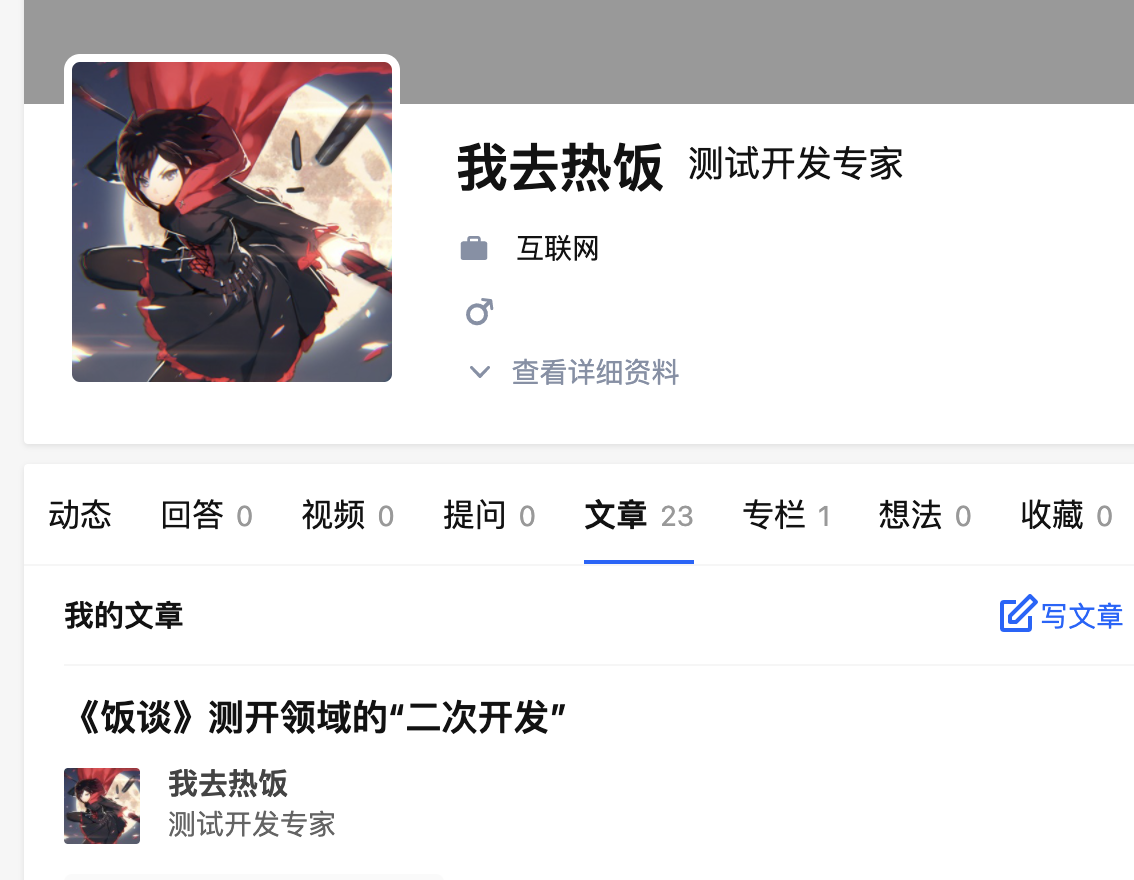 我去热饭 测试开发专家
互联网
查看详细资料
动态 回答 0 视频 0 提问 0 文章 23 专栏 1 想法 0 收藏 0
我的文章 写文章
《饭谈》测开领域的“二次开发”
我去热饭
测试开发专家